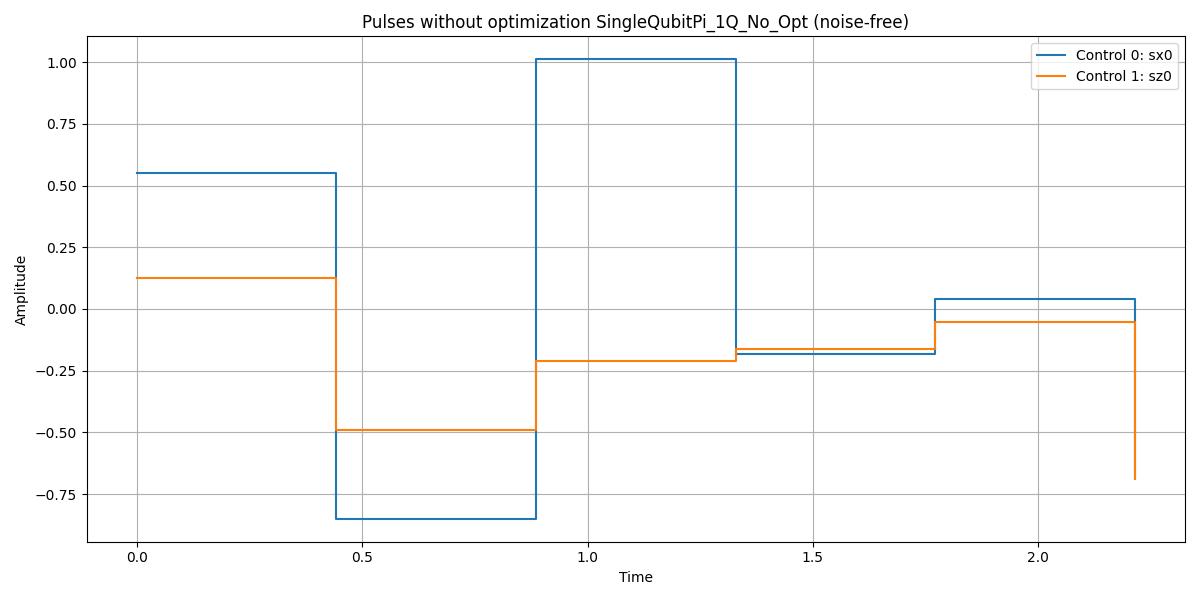 Pulses without optimization SingleQubitPi_1Q_No_Opt (noise-free)
Control 0: sx0
Control 1: sz0
Amplitude
1.00
0.75
0.50
0.25
0.00
−0.25
−0.50
−0.75
0.0 0.5 1.0 1.5 2.0
Time